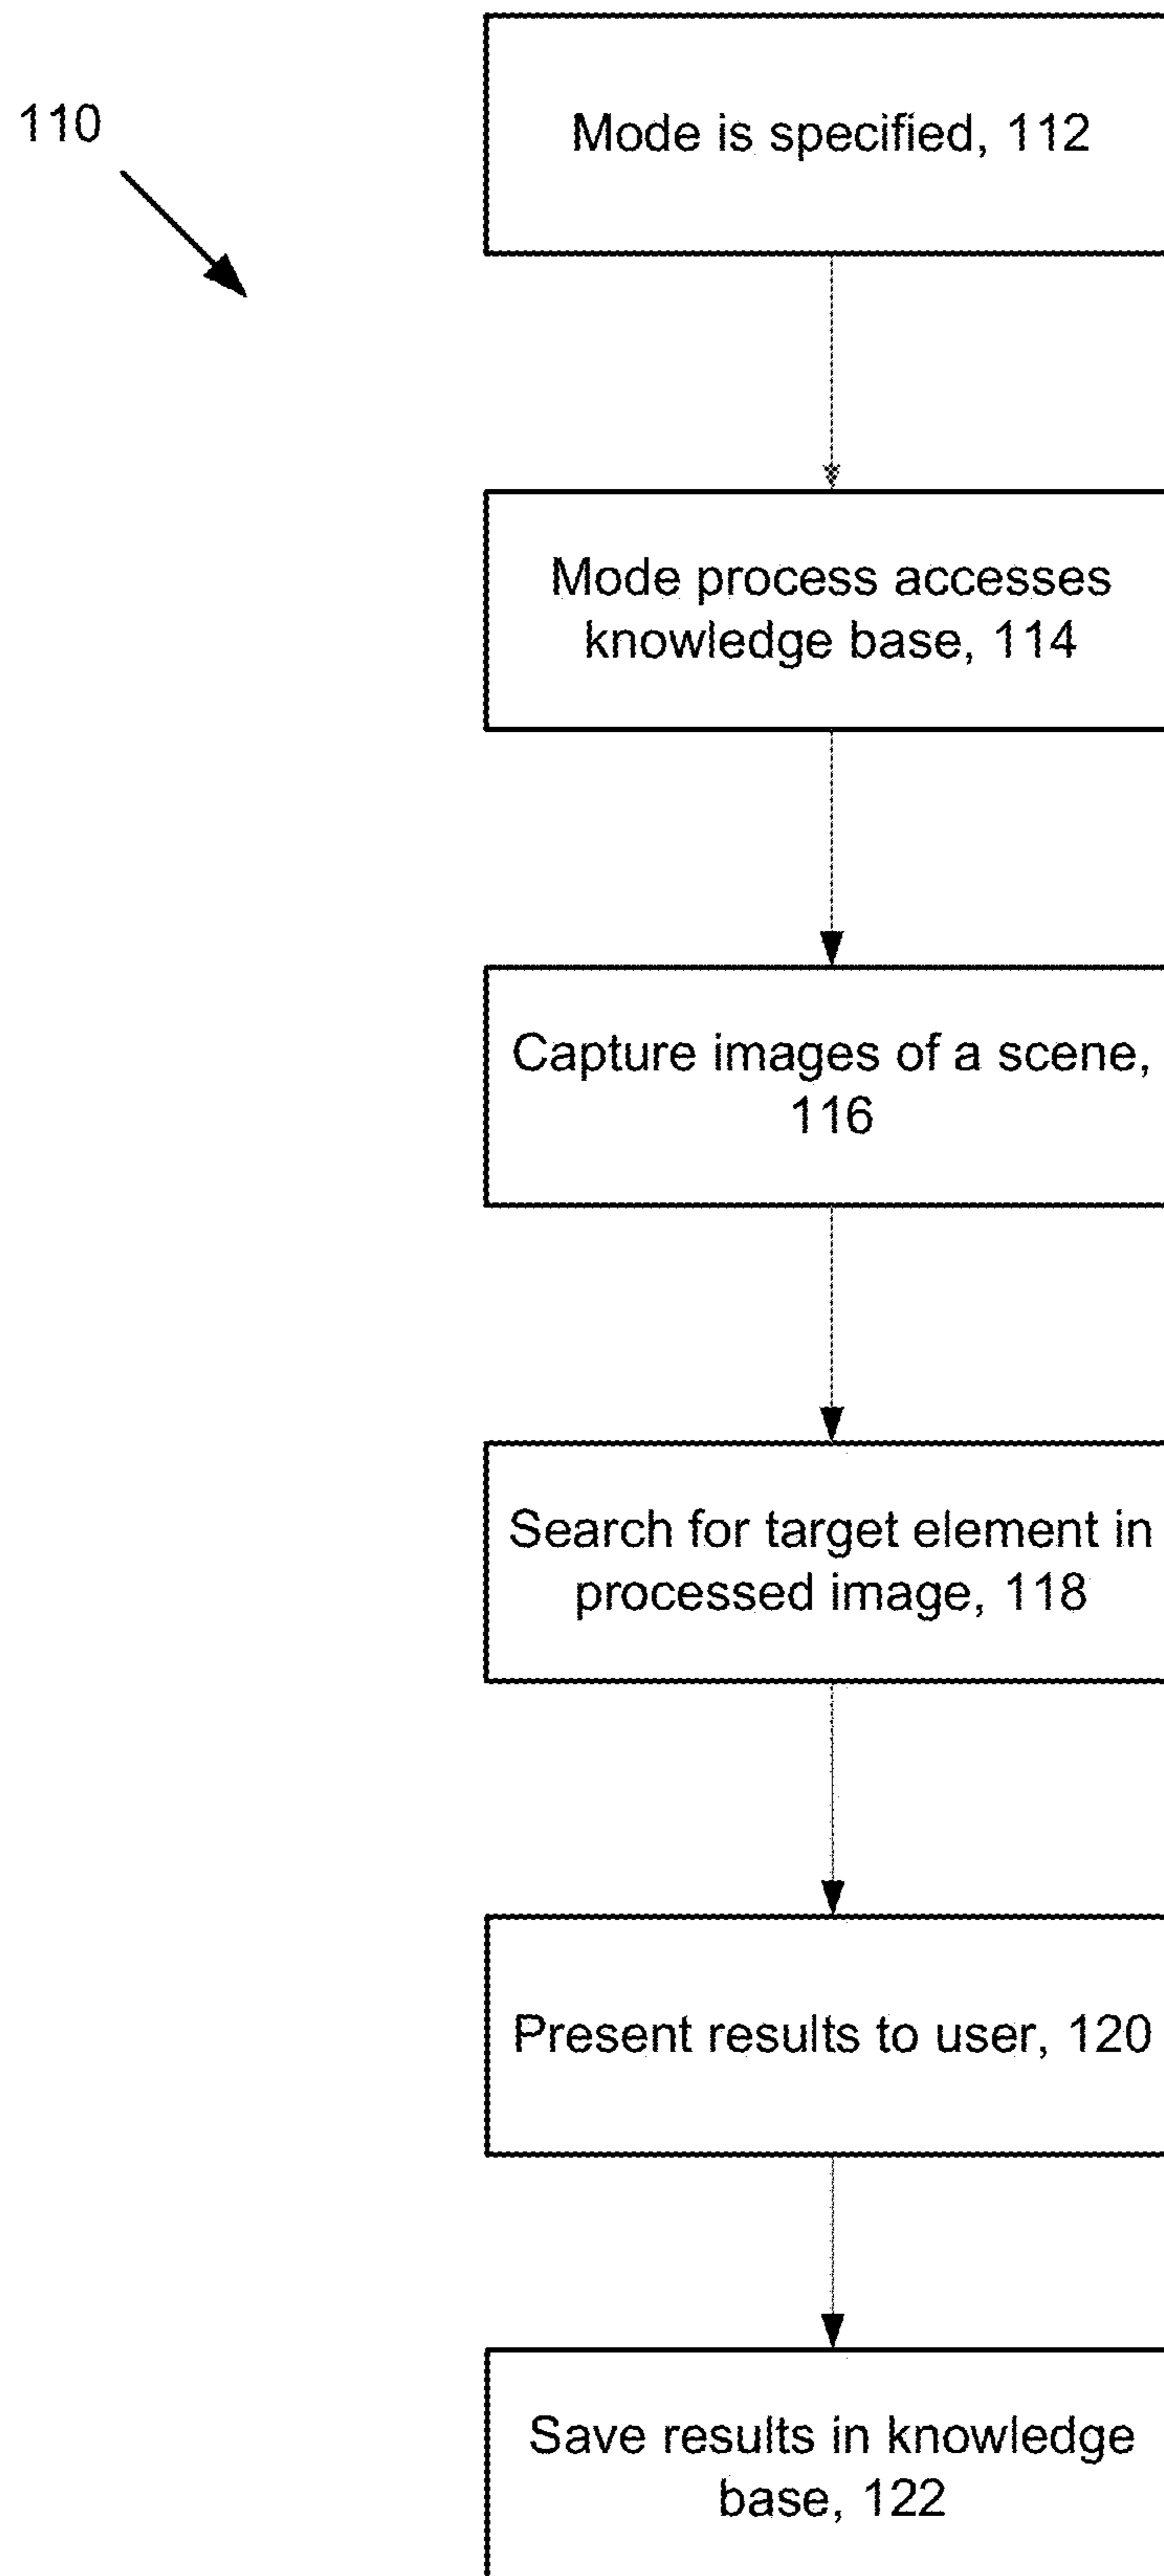 110
Mode is specified, 112
Mode process accesses
knowledge base, 114
Capture images of a scene,
116
Search for target element in
processed image, 118
Present results to user, 120
Save results in knowledge
base, 122